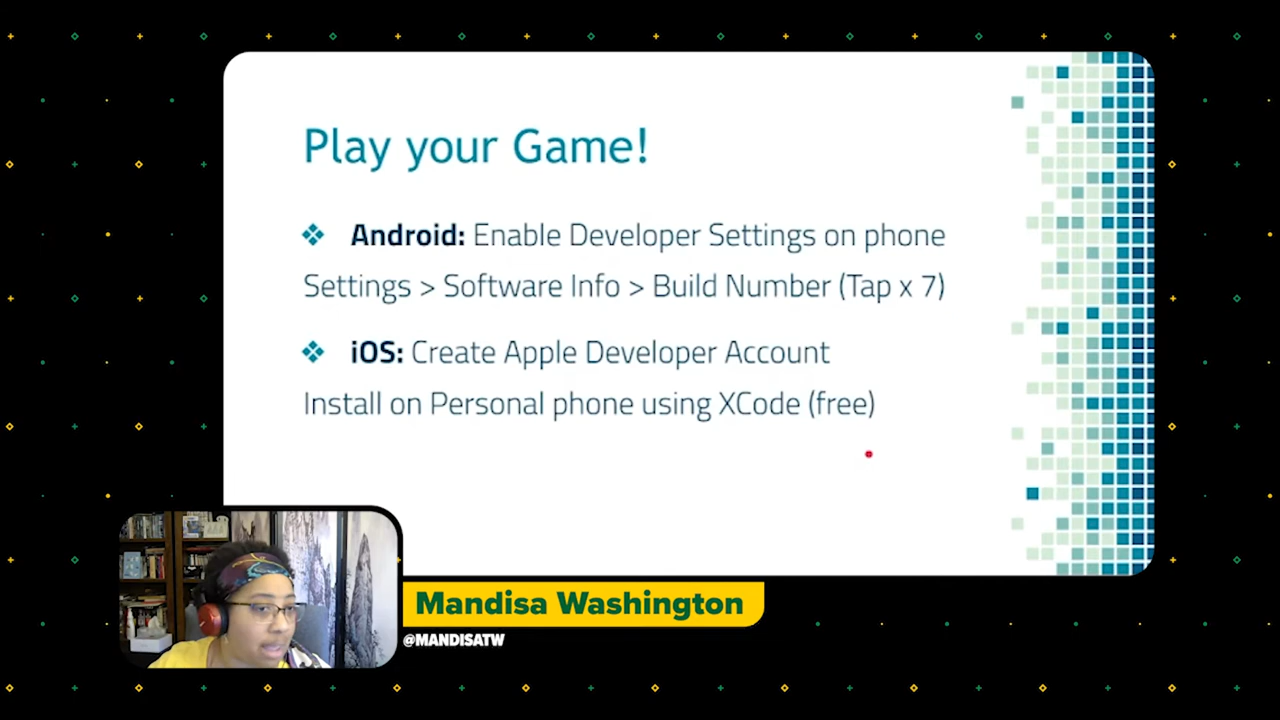 Play your Game!
Android: Enable Developer Settings on phone
Settings > Software Info > Build Number (Tap x 7)
iOS: Create Apple Developer Account
Install on Personal phone using XCode (free)
Mandisa Washington
@MANDISATW